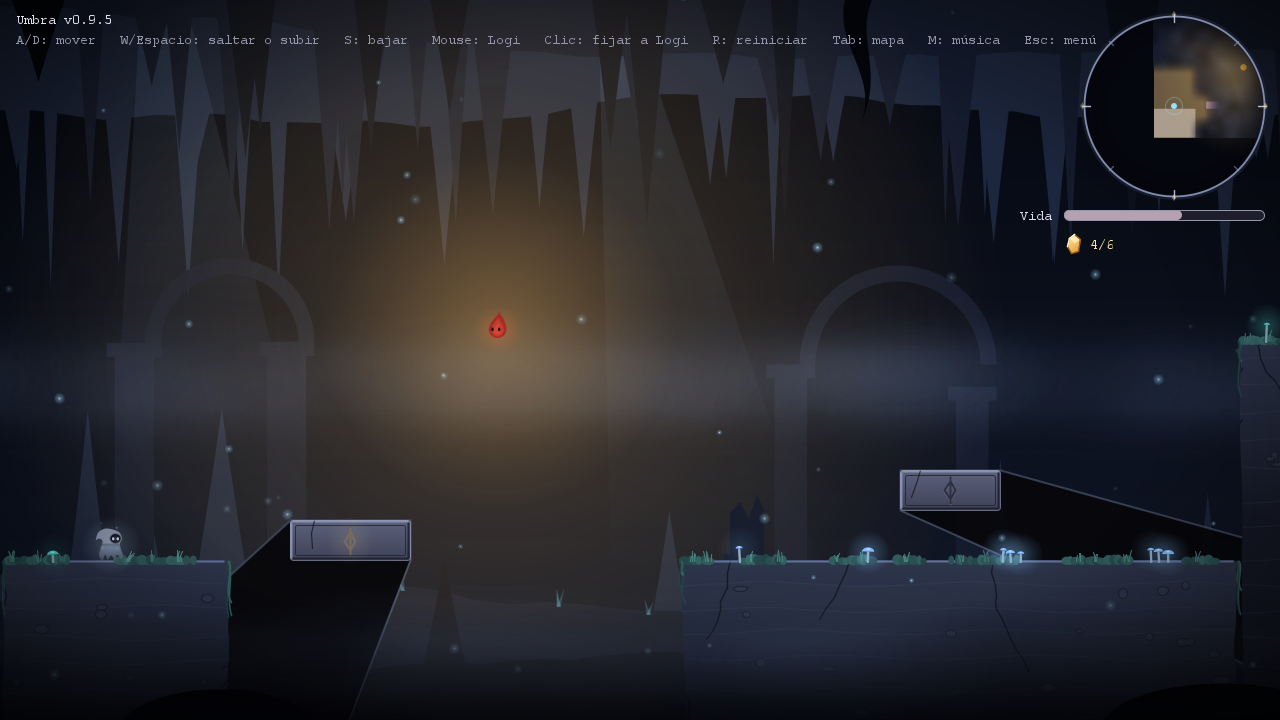 Umbra v0.9.5
A/D: mover W/Espacio: saltar o subir S: bajar Mouse: Logi Clic: fijar a Logi R: reiniciar Tab: mapa M: música Esc: menú
Vida
4/6